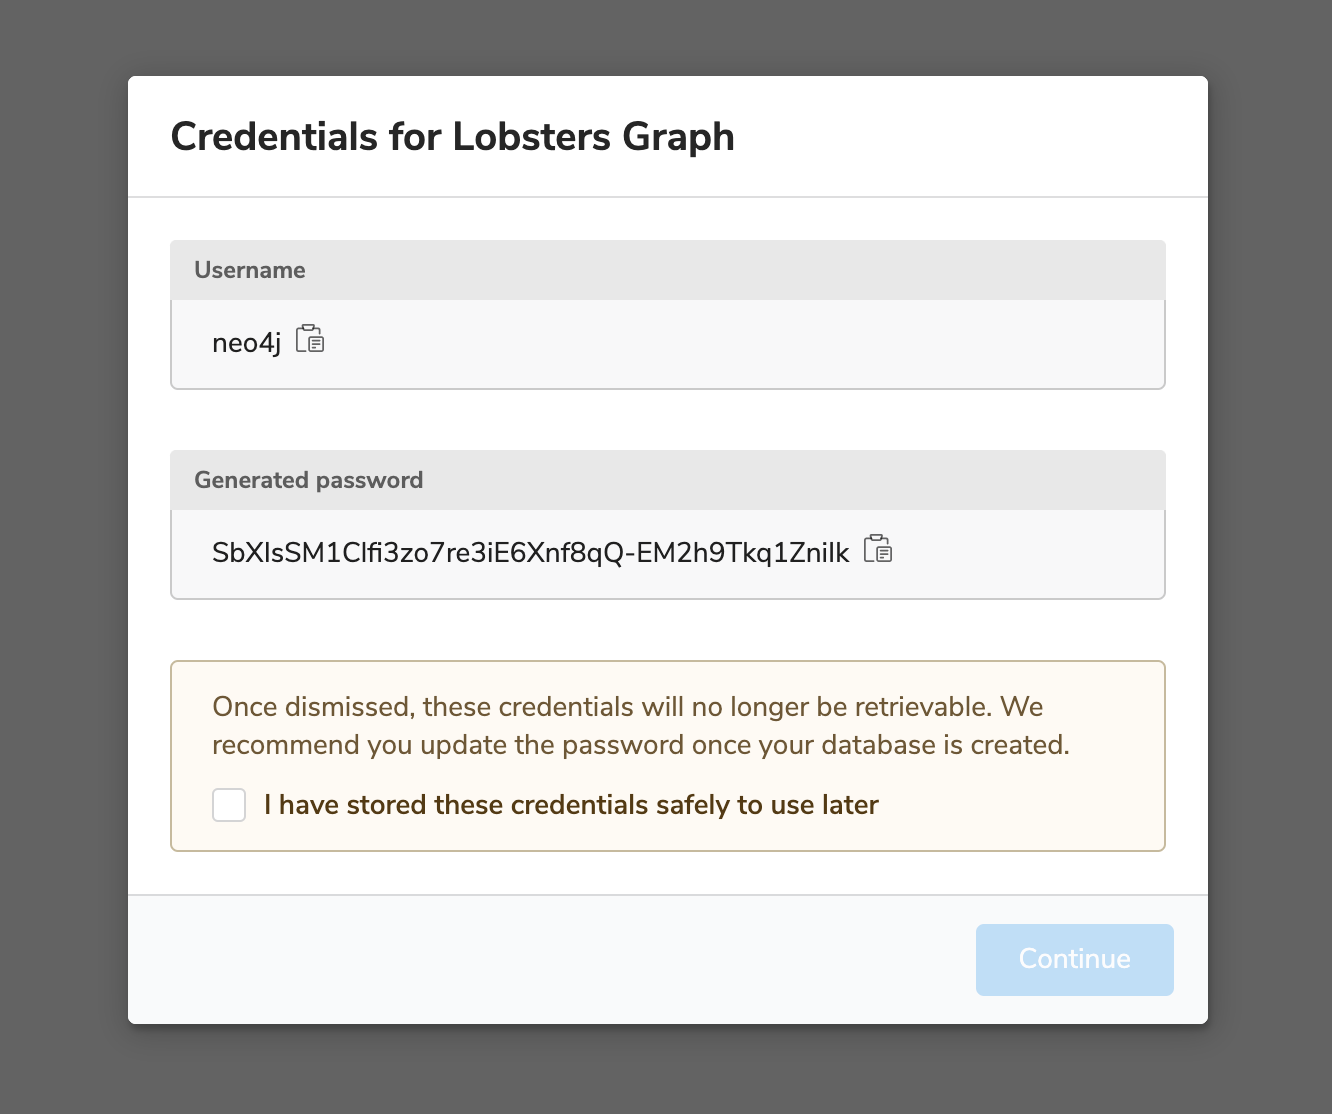 Credentials for Lobsters Graph
Username
neo4j
Generated password
SbXIsSM1Clfi3zo7re3iE6Xnf8qQ-EM2h9Tkq1ZniIk
Once dismissed, these credentials will no longer be retrievable. We
recommend you update the password once your database is created.
I have stored these credentials safely to use later
Continue